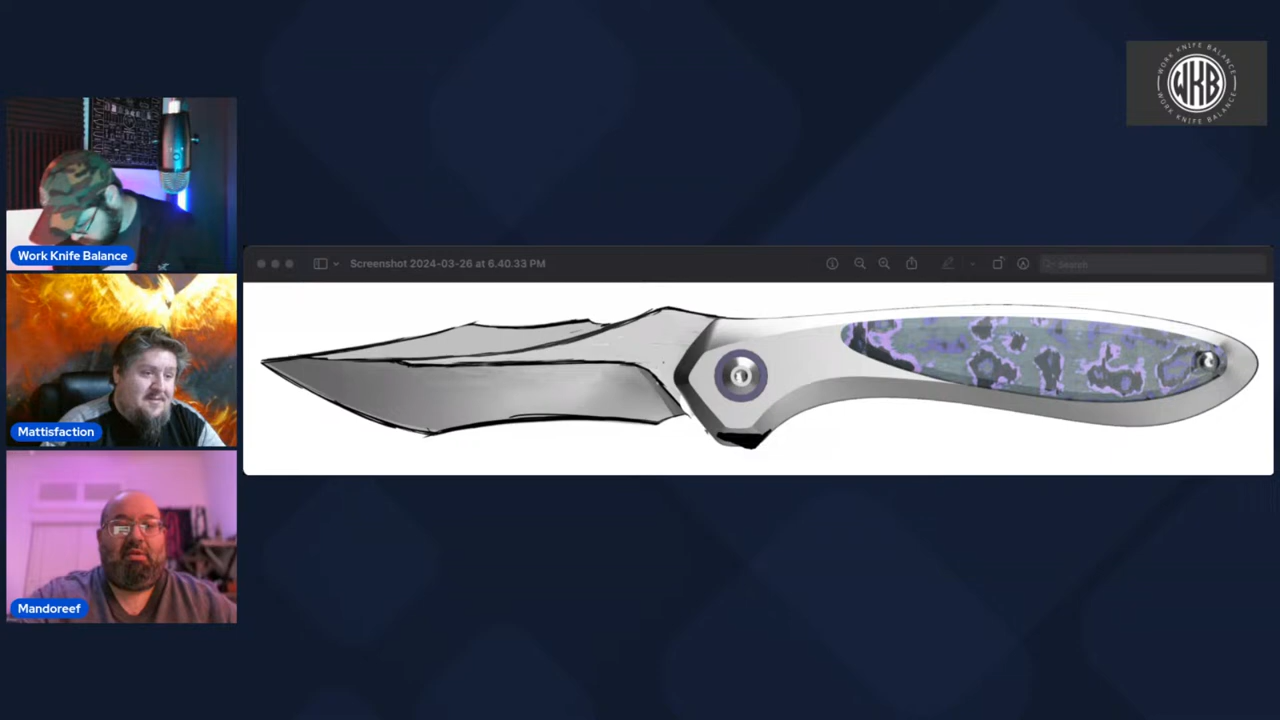 WORK KNIFE BALANCE
WKB
WORK KNIFE BALANCE
Screenshot 2024-03-26 at 6.40.33 PM
Search
Work Knife Balance
Mattisfaction
Mandoreef